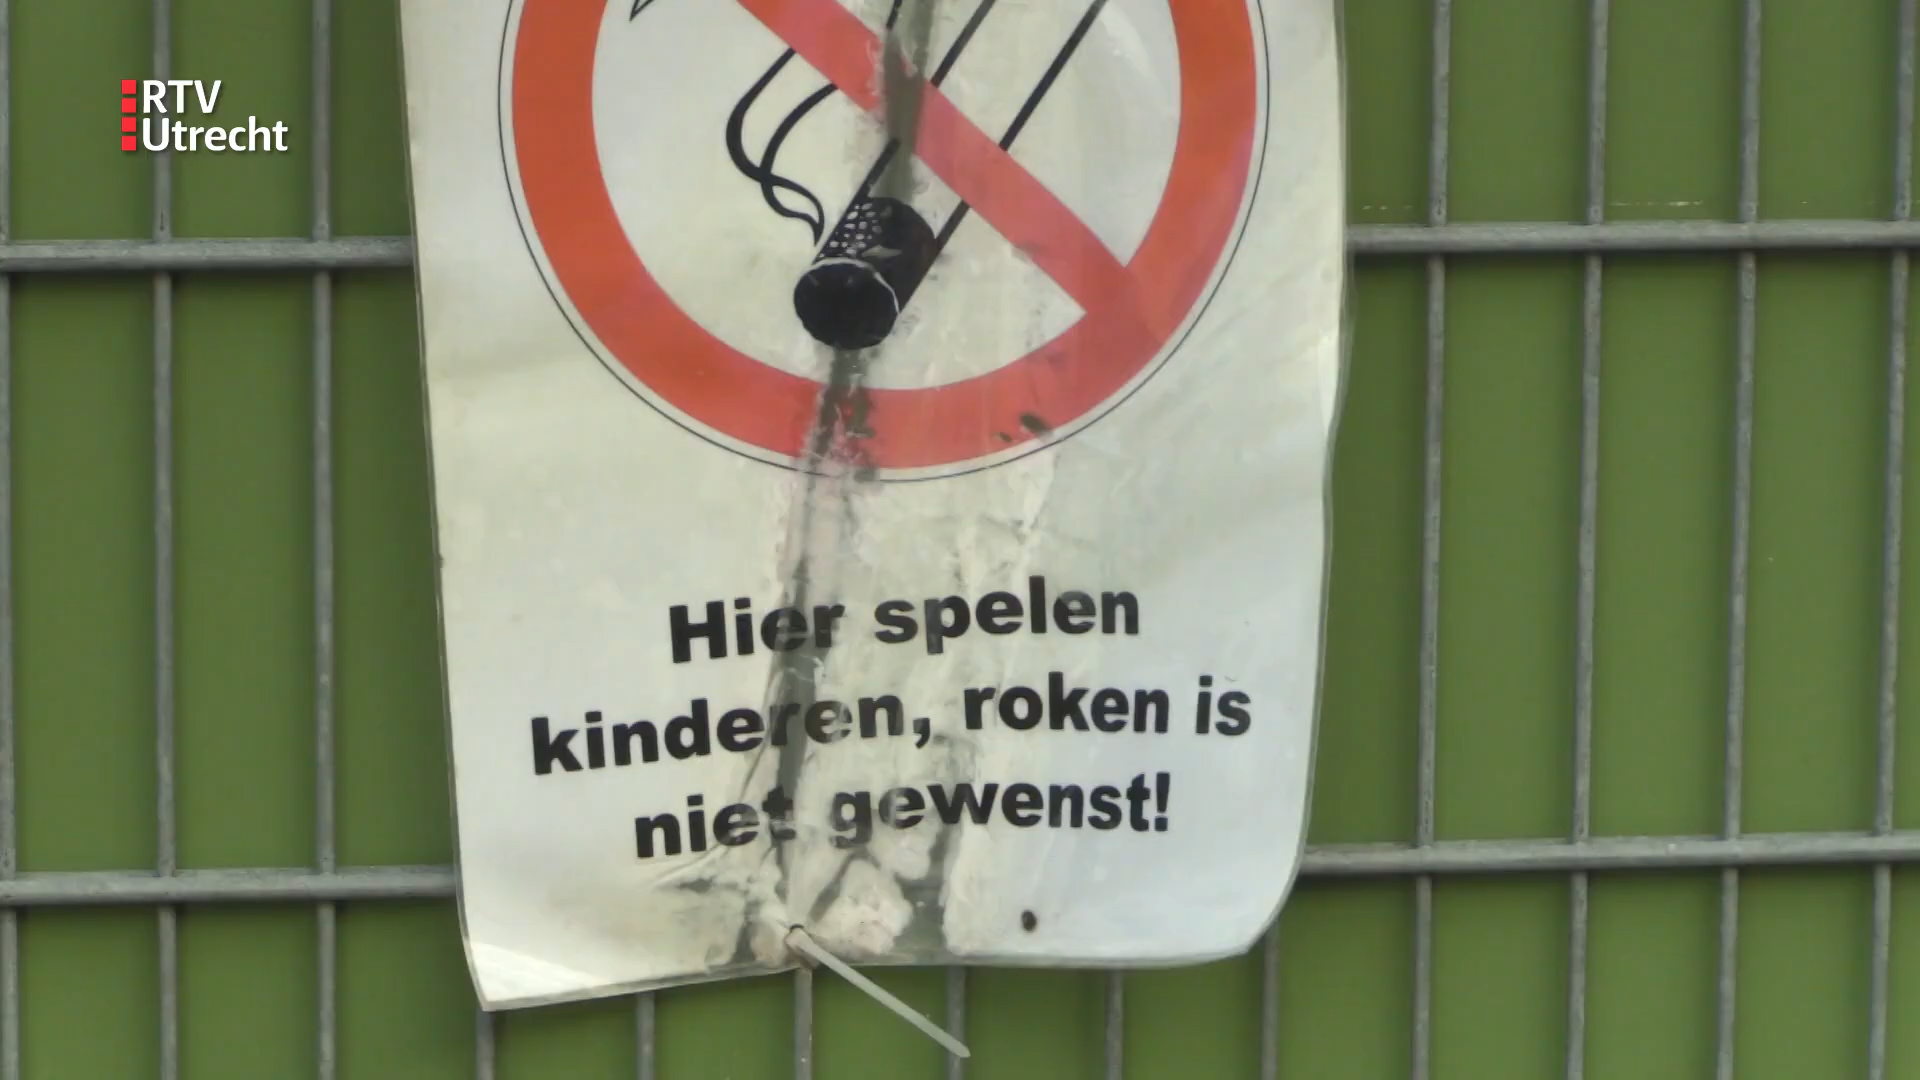 RTV
Utrecht
Hier spelen
kinderen, roken is
niet gewenst!